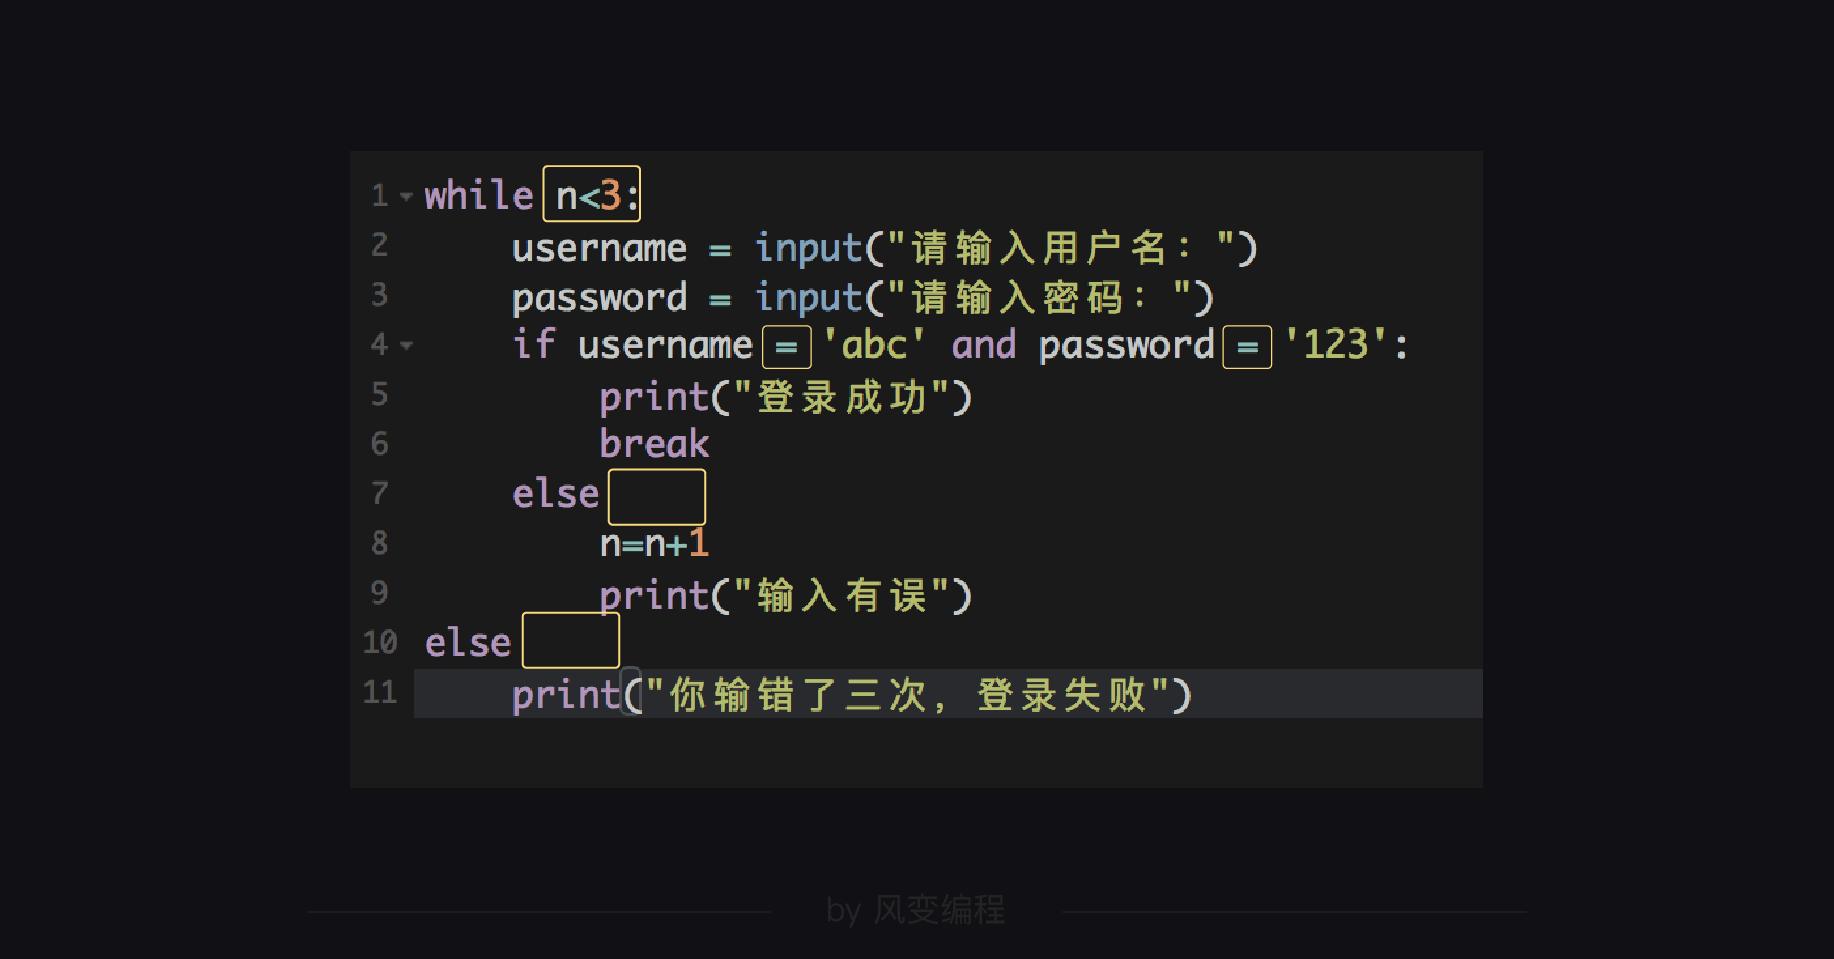 1 while n<3:
2     username = input("请输入用户名：")
3     password = input("请输入密码：")
4     if username = 'abc' and password = '123':
5         print("登录成功")
6         break
7     else
8         n=n+1
9         print("输入有误")
10 else
11     print("你输错了三次，登录失败")
by 风变编程